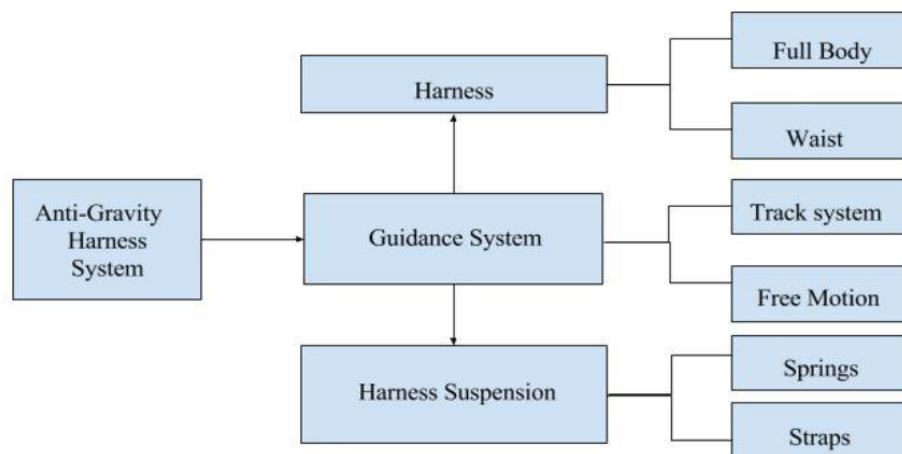 Full Body
Harness
Waist
Anti-Gravity
Harness
System
Guidance System
Track system
Free Motion
Harness Suspension
Springs
Straps